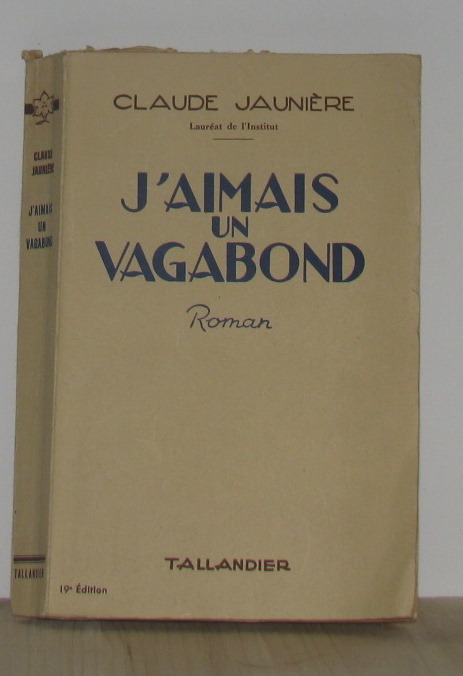 CLAUDE JAUNIÈRE
Lauréat de l'Institut
J'AIMAIS
UN
VAGABOND
Roman
TALLANDIER
19e Édition
CLAUDE
JAUNIÈRE
J'AIMAIS
UN
VAGABOND
TALLANDIER